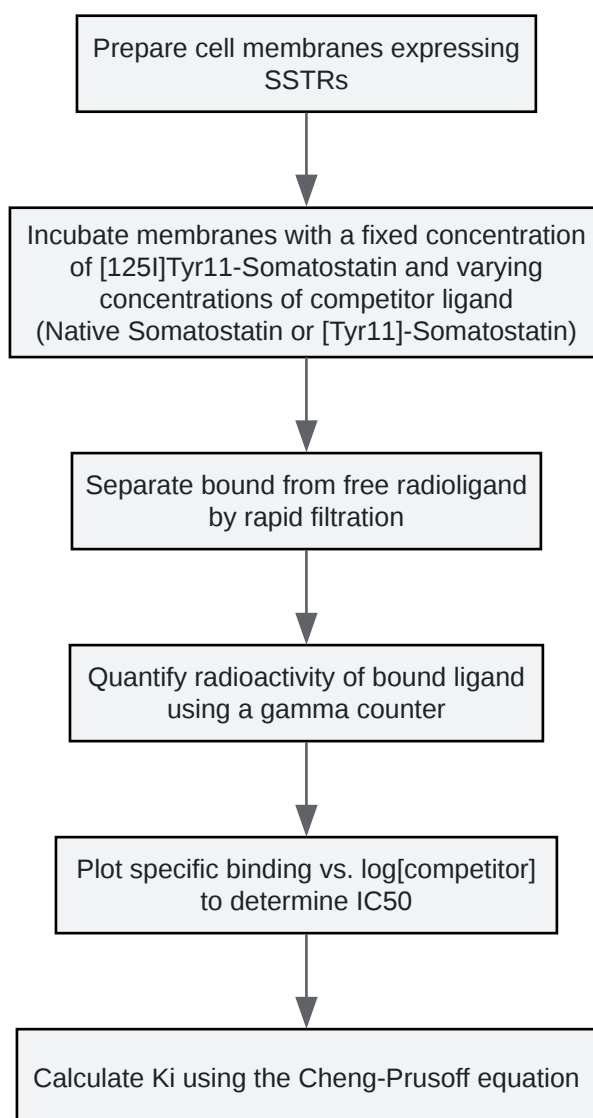 Prepare cell membranes expressing
SSTRs
Incubate membranes with a fixed concentration
of [125I]Tyr11-Somatostatin and varying
concentrations of competitor ligand
(Native Somatostatin or [Tyr11]-Somatostatin)
Separate bound from free radioligand
by rapid filtration
Quantify radioactivity of bound ligand
using a gamma counter
Plot specific binding vs. log[competitor]
to determine IC50
Calculate Ki using the Cheng-Prusoff equation